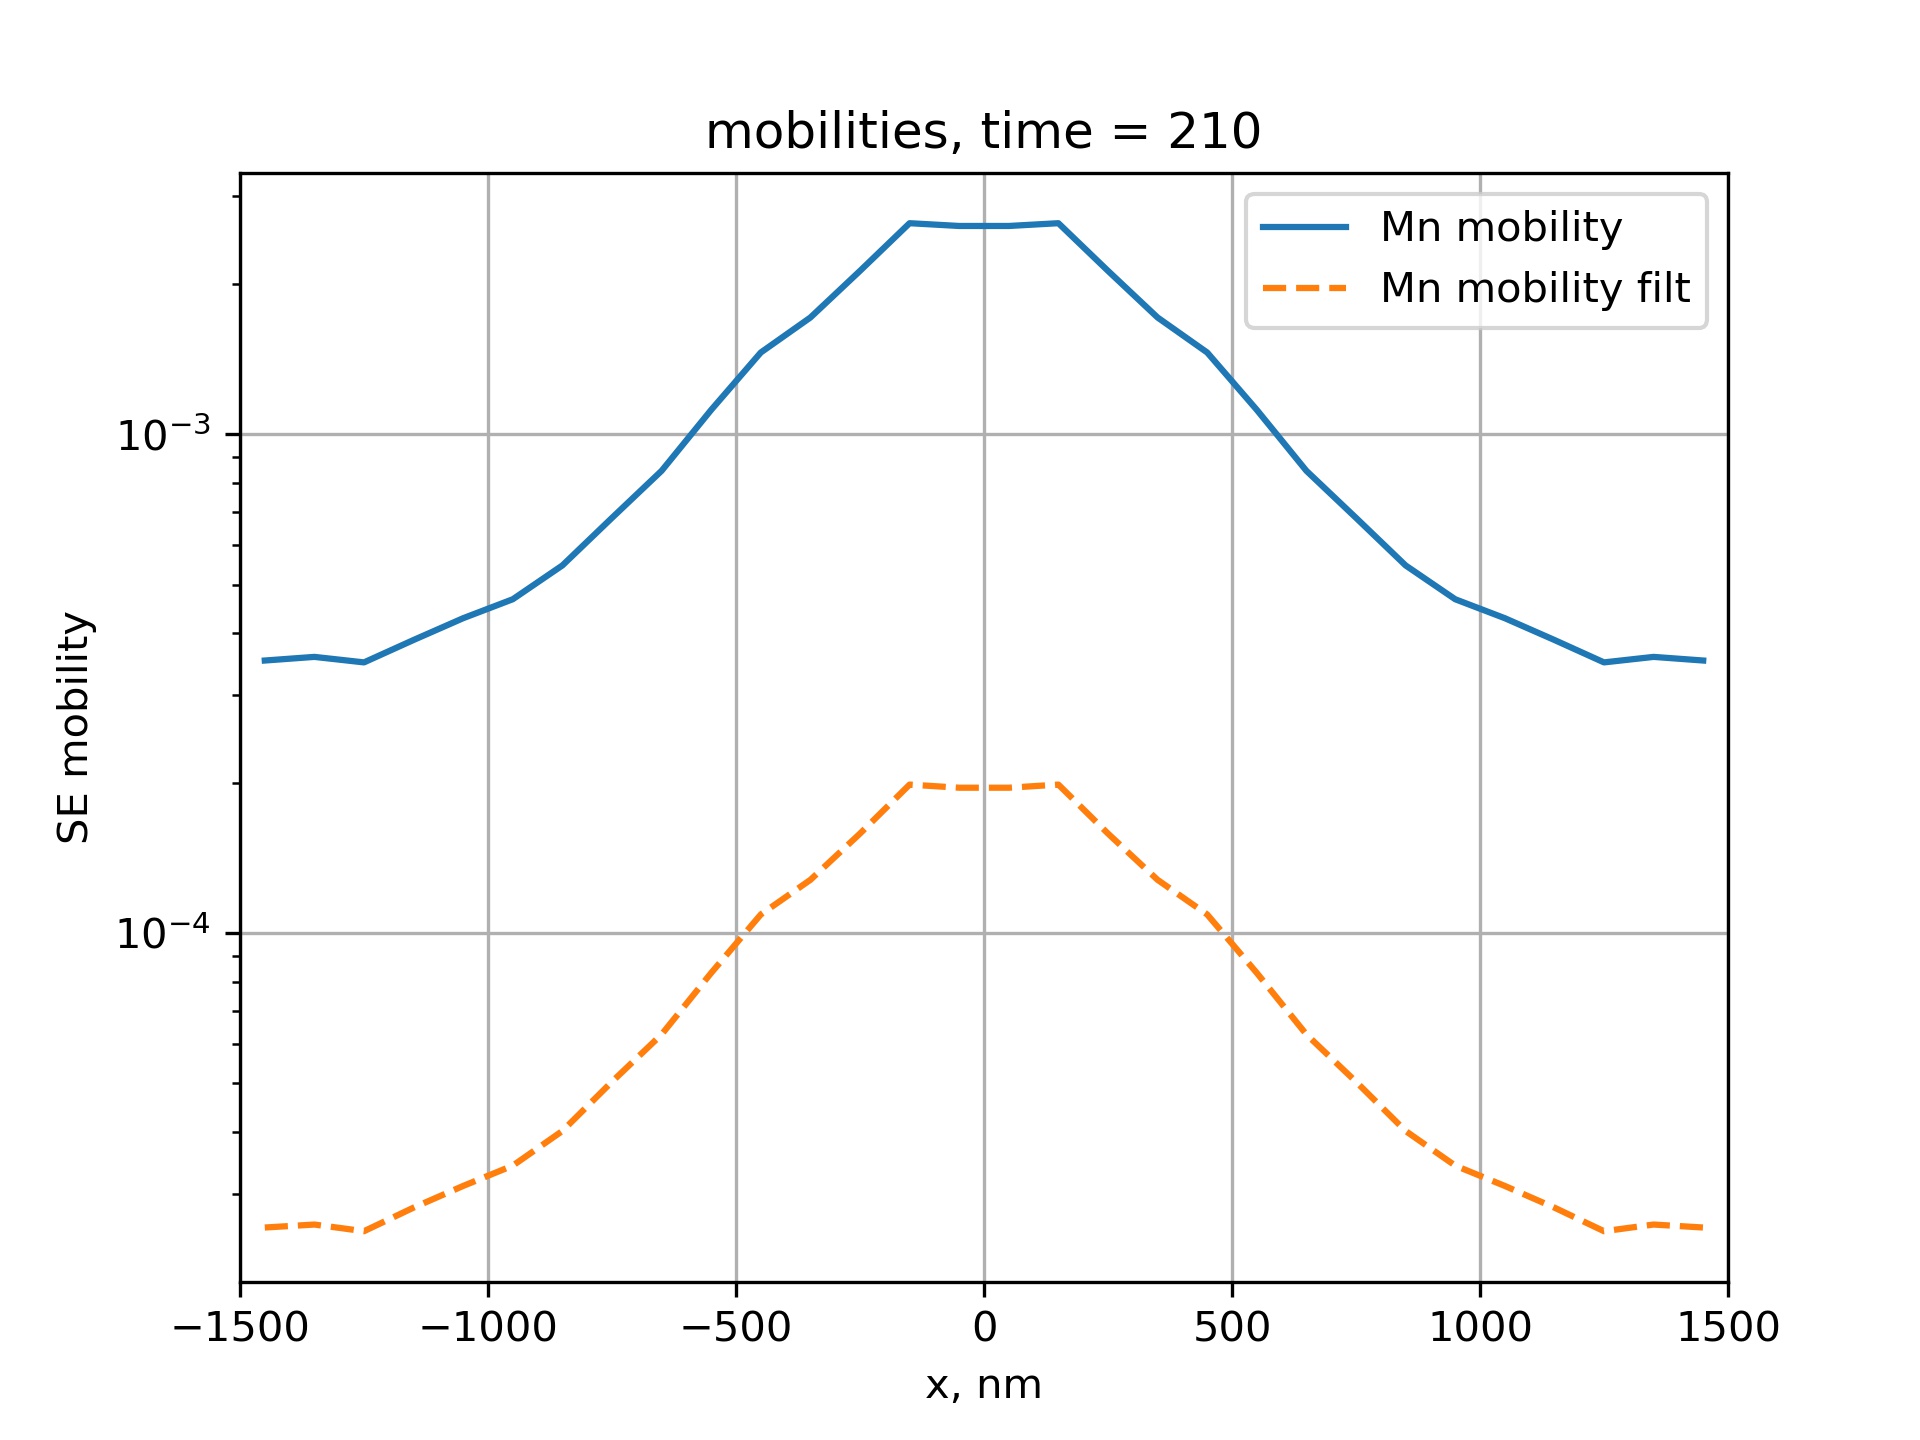 mobilities, time = 210
Mn mobility
Mn mobility filt
SE mobility
10⁻³
10⁻⁴
−1500 −1000 −500 0 500 1000 1500
x, nm